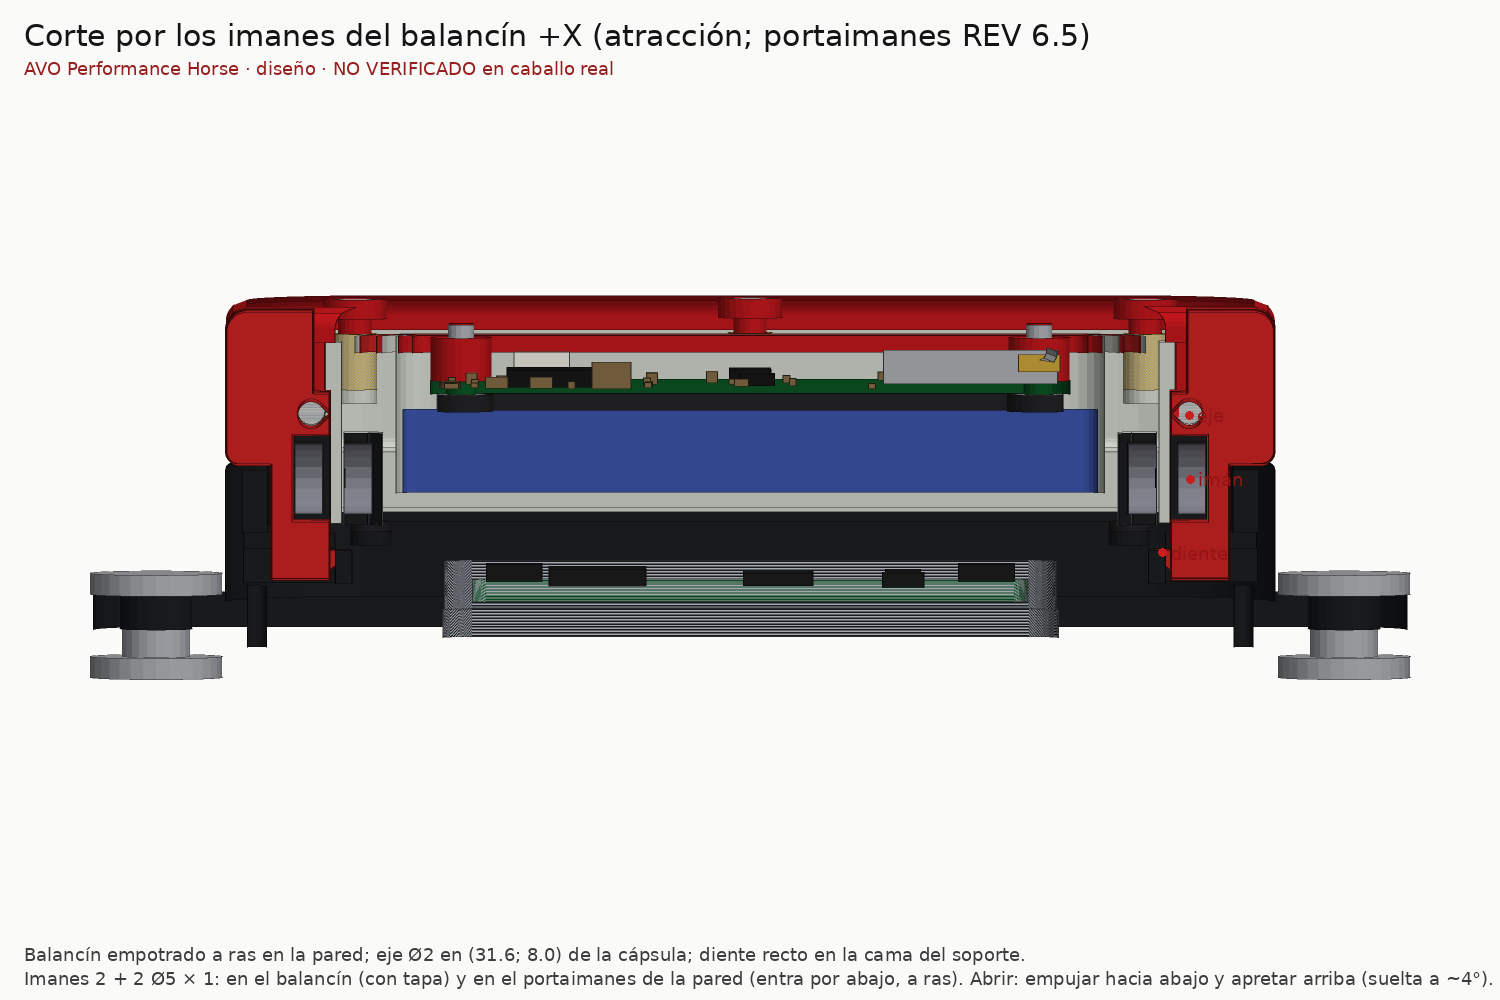 Corte por los imanes del balancín +X (atracción; portaimanes REV 6.5)
AVO Performance Horse · diseño · NO VERIFICADO en caballo real
eje
imán
diente
Balancín empotrado a ras en la pared; eje Ø2 en (31.6; 8.0) de la cápsula; diente recto en la cama del soporte.
Imanes 2 + 2 Ø5 × 1: en el balancín (con tapa) y en el portaimanes de la pared (entra por abajo, a ras). Abrir: empujar hacia abajo y apretar arriba (suelta a ~4°).